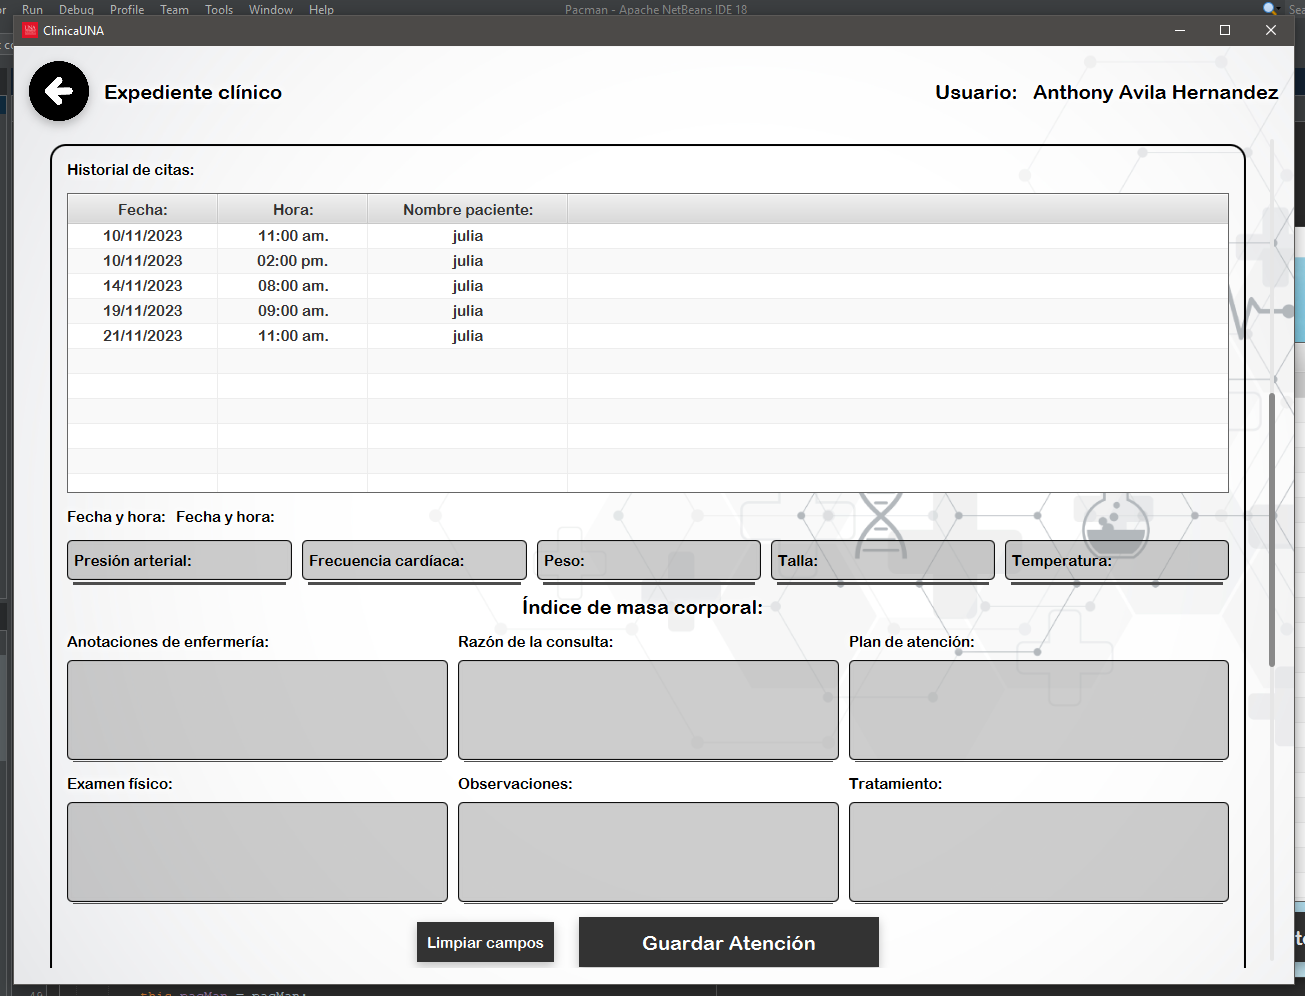 Run Debug Profile Team Tools Window Help Pacman - Apache NetBeans IDE 18
ClinicaUNA
Expediente clínico Usuario: Anthony Avila Hernandez
Historial de citas:
Fecha: Hora: Nombre paciente:
10/11/2023 11:00 am. julia
10/11/2023 02:00 pm. julia
14/11/2023 08:00 am. julia
19/11/2023 09:00 am. julia
21/11/2023 11:00 am. julia
Fecha y hora: Fecha y hora:
Presión arterial: Frecuencia cardíaca: Peso: Talla: Temperatura:
Índice de masa corporal:
Anotaciones de enfermería: Razón de la consulta: Plan de atención:
Examen físico: Observaciones: Tratamiento:
Limpiar campos Guardar Atención